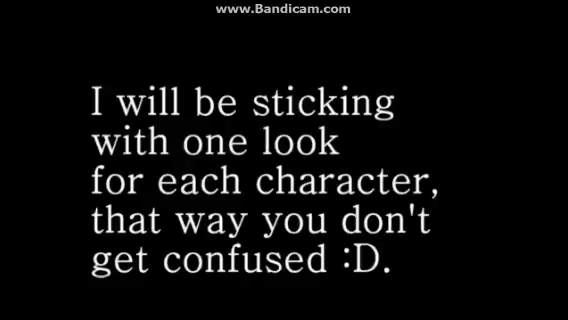 www.Bandicam.com
I will be sticking
with one look
for each character,
that way you don't
get confused :D.